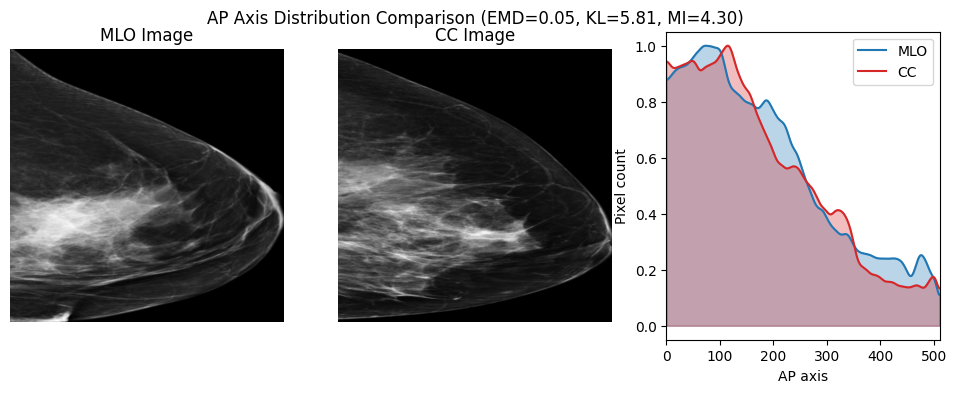 AP Axis Distribution Comparison (EMD=0.05, KL=5.81, MI=4.30)
MLO Image
CC Image
MLO
CC
Pixel count
1.0
0.8
0.6
0.4
0.2
0.0
0 100 200 300 400 500
AP axis